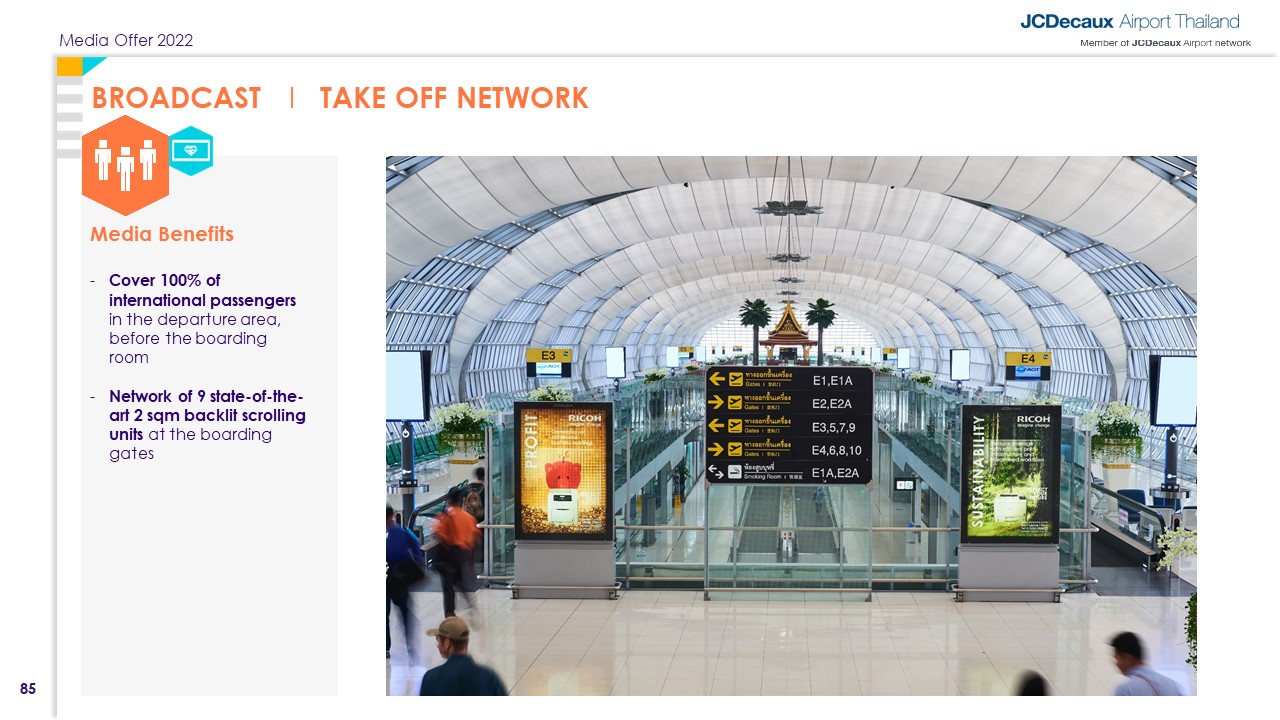 Media Offer 2022
JCDecaux Airport Thailand
Member of JCDecaux Airport network
BROADCAST | TAKE OFF NETWORK
Media Benefits
- Cover 100% of
international passengers
in the departure area,
before the boarding
room
- Network of 9 state-of-the-
art 2 sqm backlit scrolling
units at the boarding
gates
E3
AOT
E4
AOT
ทางออกขึ้นเครื่อง
Gates
E1,E1A
ทางออกขึ้นเครื่อง
Gates
E2,E2A
ทางออกขึ้นเครื่อง
Gates
E3,5,7,9
ทางออกขึ้นเครื่อง
Gates
E4,6,8,10
ห้องสูบบุหรี่
Smoking Room
E1A,E2A
RICOH
imagine. change.
PROFIT
RICOH
imagine. change.
SUSTAINABILITY
85